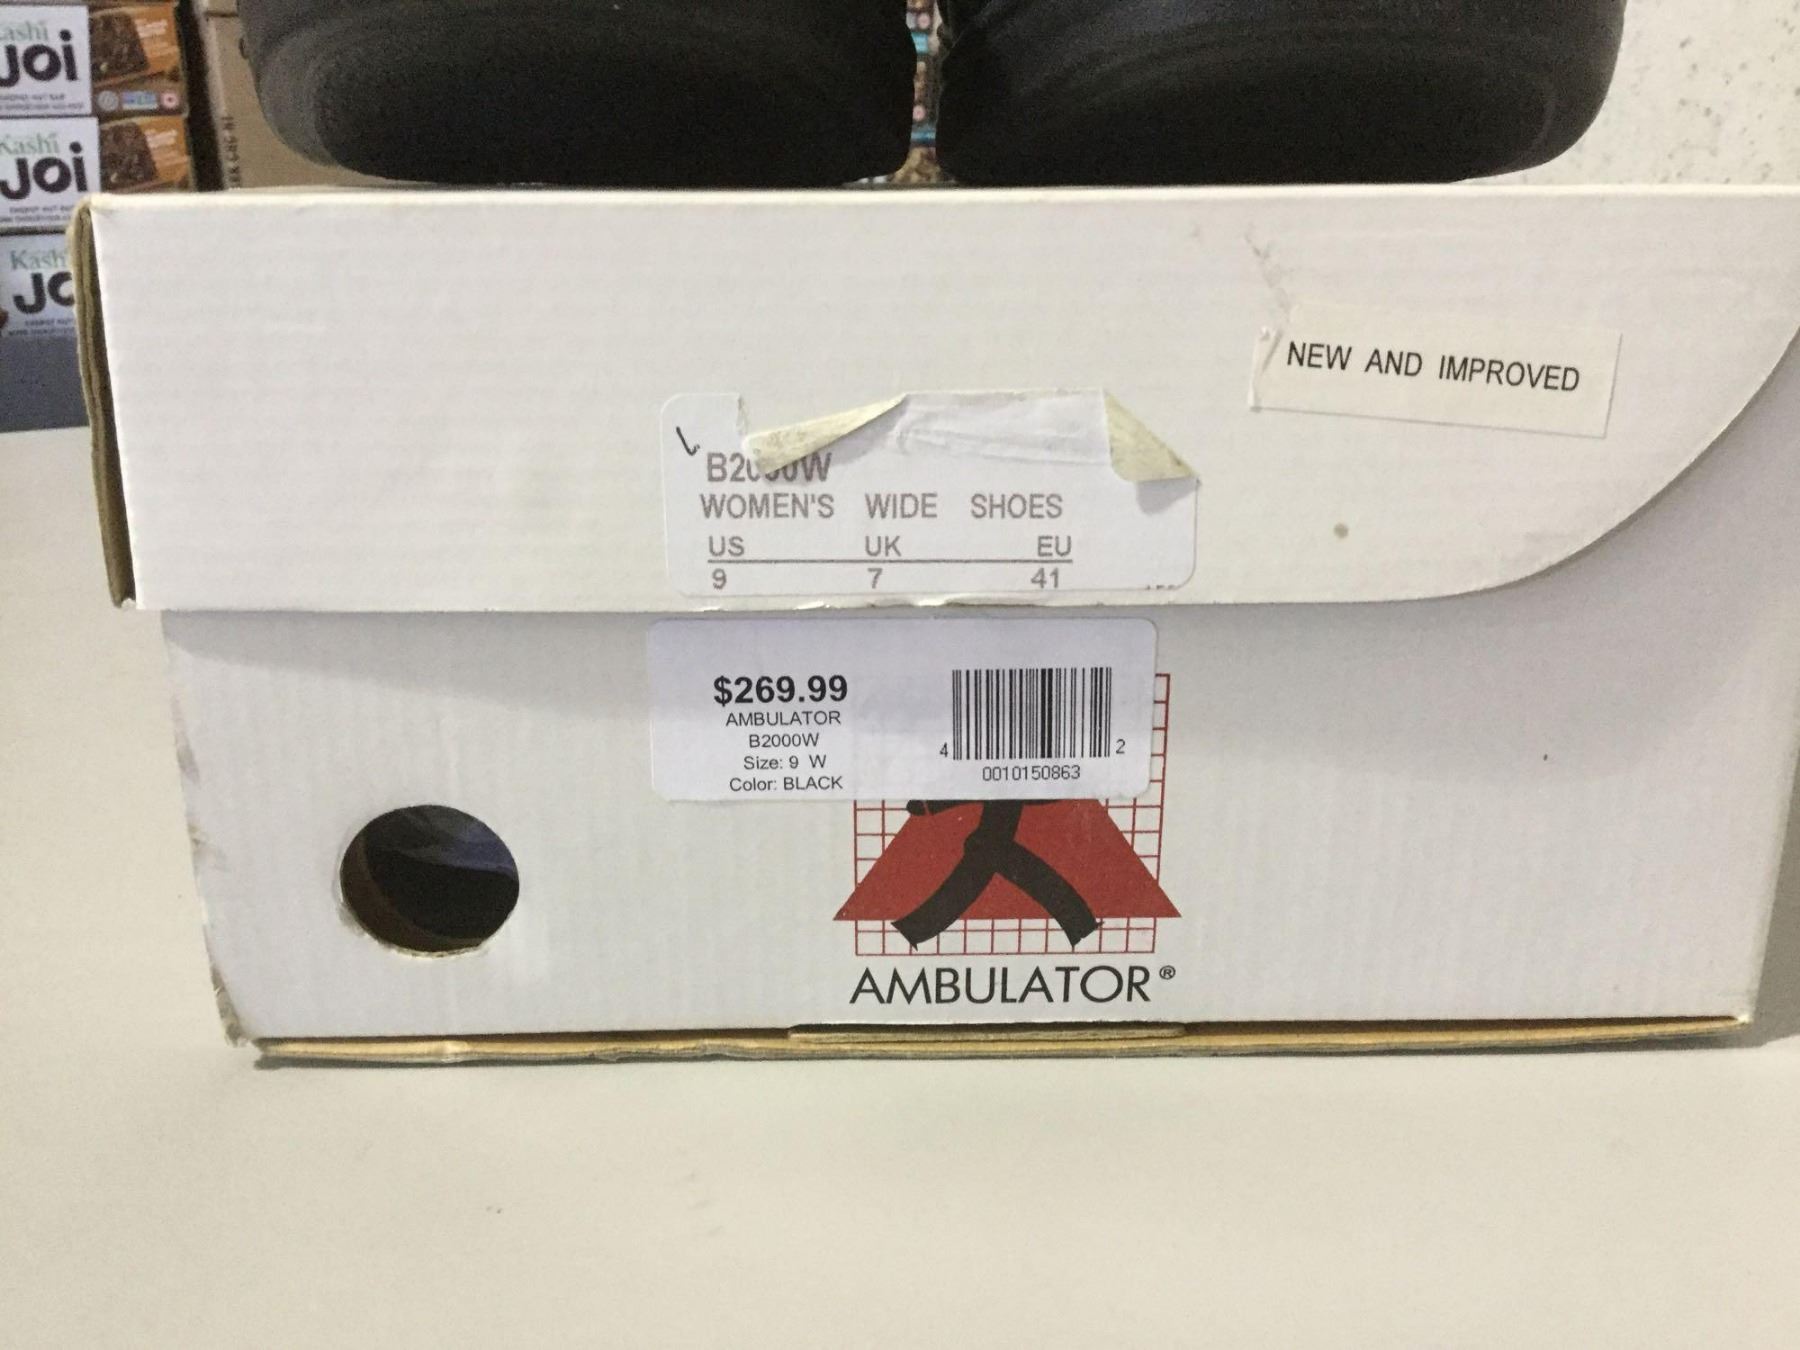 Kashi
JOi
Kashi
JOi
Kashi
NEW AND IMPROVED
WOMEN'S WIDE SHOES
US UK EU
9 7 41
$269.99
AMBULATOR
B2000W
Size: 9 W
Color: BLACK
4 2
0010150863
AMBULATOR®